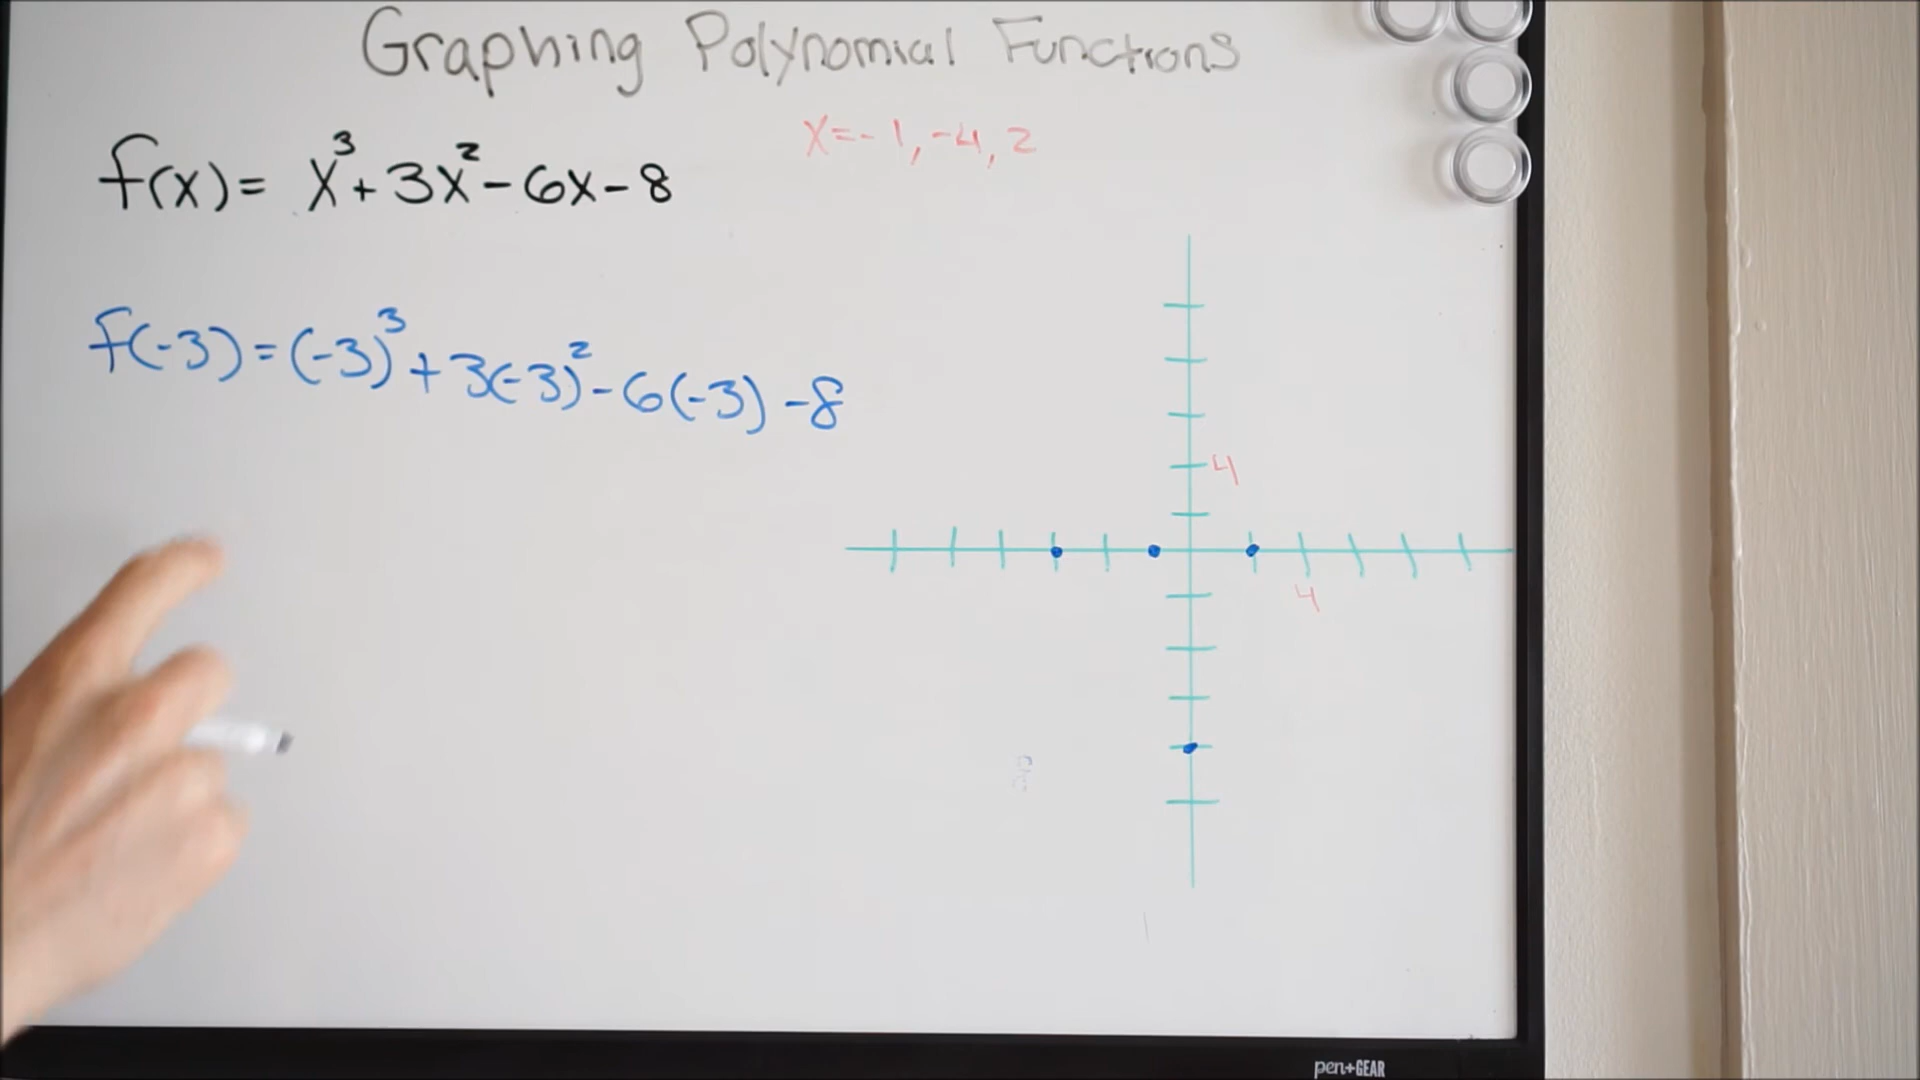 Graphing Polynomial Functions
x=-1,-4,2
f(x)= x³+3x²-6x-8
f(-3)=(-3)³+3(-3)²-6(-3)-8
4
4
pen+GEAR